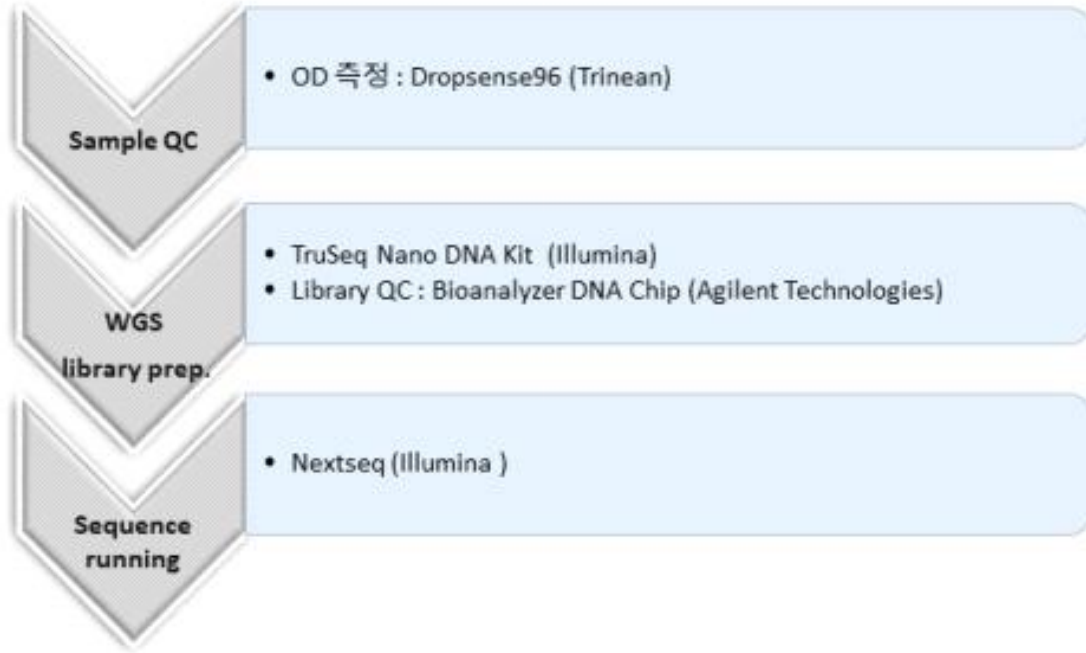 Sample QC
• OD 측정 : Dropsense96 (Trinean)
WGS
library prep.
• TruSeq Nano DNA Kit (Illumina)
• Library QC : Bioanalyzer DNA Chip (Agilent Technologies)
Sequence
running
• Nextseq (Illumina )